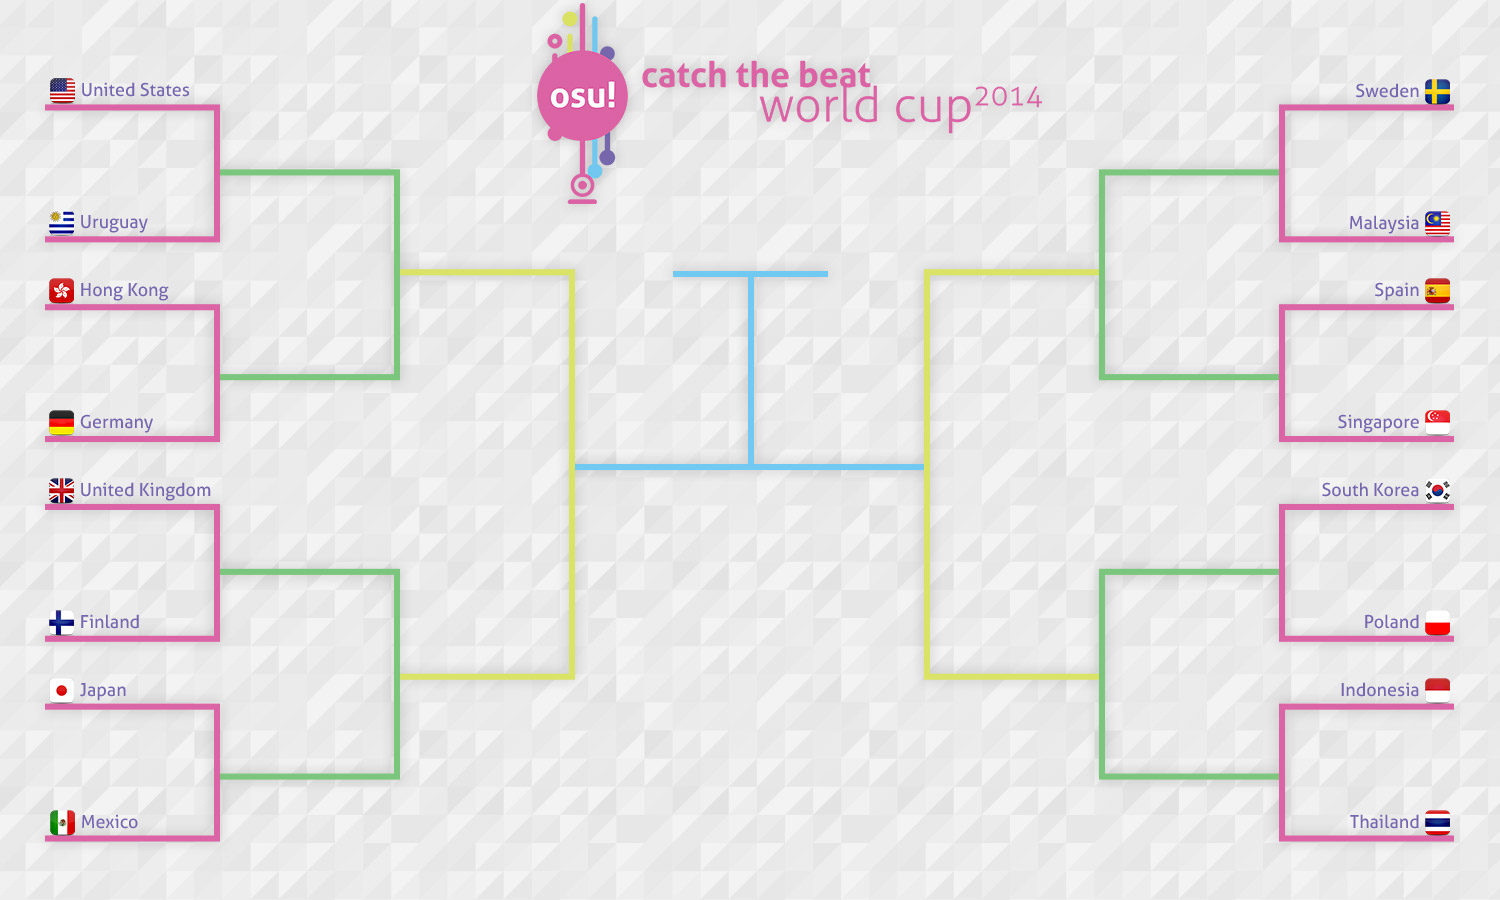 osu!
catch the beat
world cup 2014
United States
Uruguay
Hong Kong
Germany
United Kingdom
Finland
Japan
Mexico
Sweden
Malaysia
Spain
Singapore
South Korea
Poland
Indonesia
Thailand